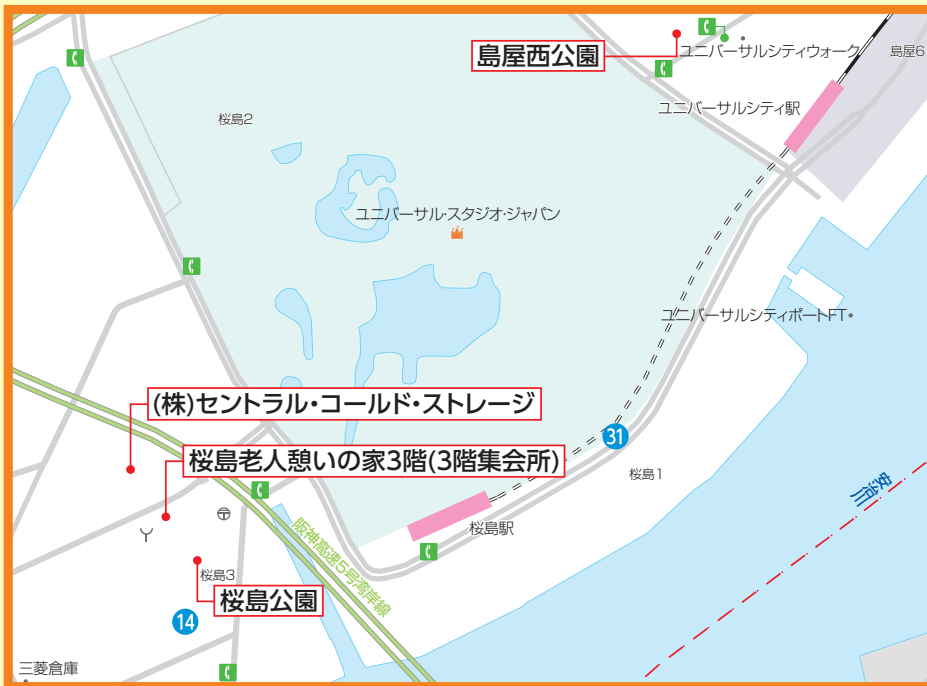 島屋西公園
ユニバーサルシティウォーク
島屋6
ユニバーサルシティ駅
桜島2
ユニバーサル・スタジオ・ジャパン
ユニバーサルシティポートFT
(株)セントラル・コールド・ストレージ
桜島老人憩いの家3階(3階集会所)
31
桜島1
安治川
桜島駅
阪神高速5号湾岸線
桜島3
桜島公園
14
三菱倉庫